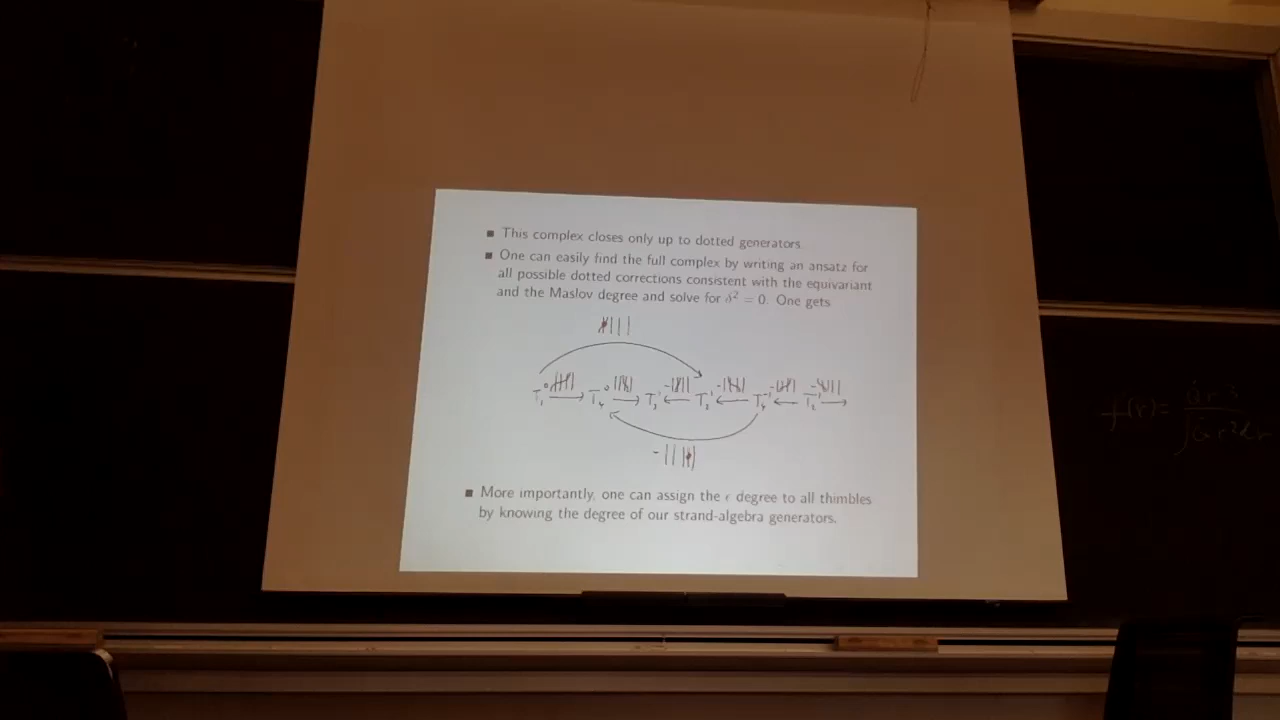 This complex closes only up to dotted generators
One can easily find the full complex by writing an ansatz for
all possible dotted corrections consistent with the equivariant
and the Maslov degree and solve for δ² = 0. One gets
More importantly, one can assign the ϵ degree to all thimbles
by knowing the degree of our strand-algebra generators.
f(r)=